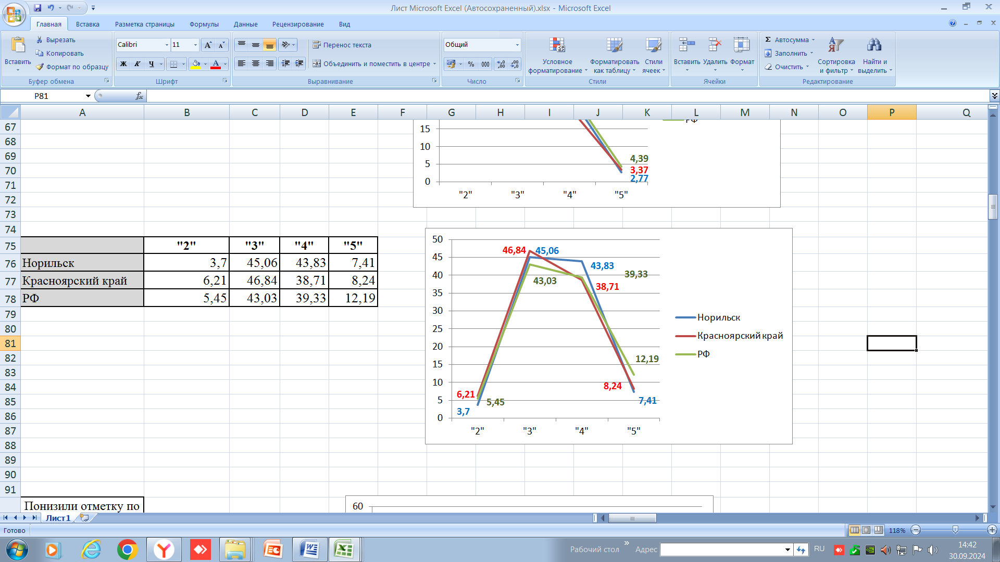 Лист Microsoft Excel (Автосохраненный).xlsx - Microsoft Excel
Главная Вставка Разметка страницы Формулы Данные Рецензирование Вид
Вставить
Вырезать
Копировать
Формат по образцу
Буфер обмена
Calibri 11
Ж К Ч
Шрифт
Перенос текста
Объединить и поместить в центре
Выравнивание
Общий
% 000
Число
Условное форматирование
Форматировать как таблицу
Стили ячеек
Стили
Вставить Удалить Формат
Ячейки
Σ Автосумма
Заполнить
Очистить
Сортировка и фильтр
Найти и выделить
Редактирование
P81 fx
A B C D E F G H I J K L M N O P Q
67
68
69
70
71
72
73
74
75
76
77
78
79
80
81
82
83
84
85
86
87
88
89
90
91
РФ
15
10
5
0
4,39
3,37
2,77
"2" "3" "4" "5"
"2" "3" "4" "5"
Норильск 3,7 45,06 43,83 7,41
Красноярский край 6,21 46,84 38,71 8,24
РФ 5,45 43,03 39,33 12,19
50
45
40
35
30
25
20
15
10
5
0
46,84 45,06
43,83
39,33
43,03
38,71
12,19
8,24
7,41
6,21
5,45
3,7
"2" "3" "4" "5"
Норильск
Красноярский край
РФ
Понизили отметку по
60
Лист1
Готово
118%
Рабочий стол » Адрес
RU
14:42
30.09.2024